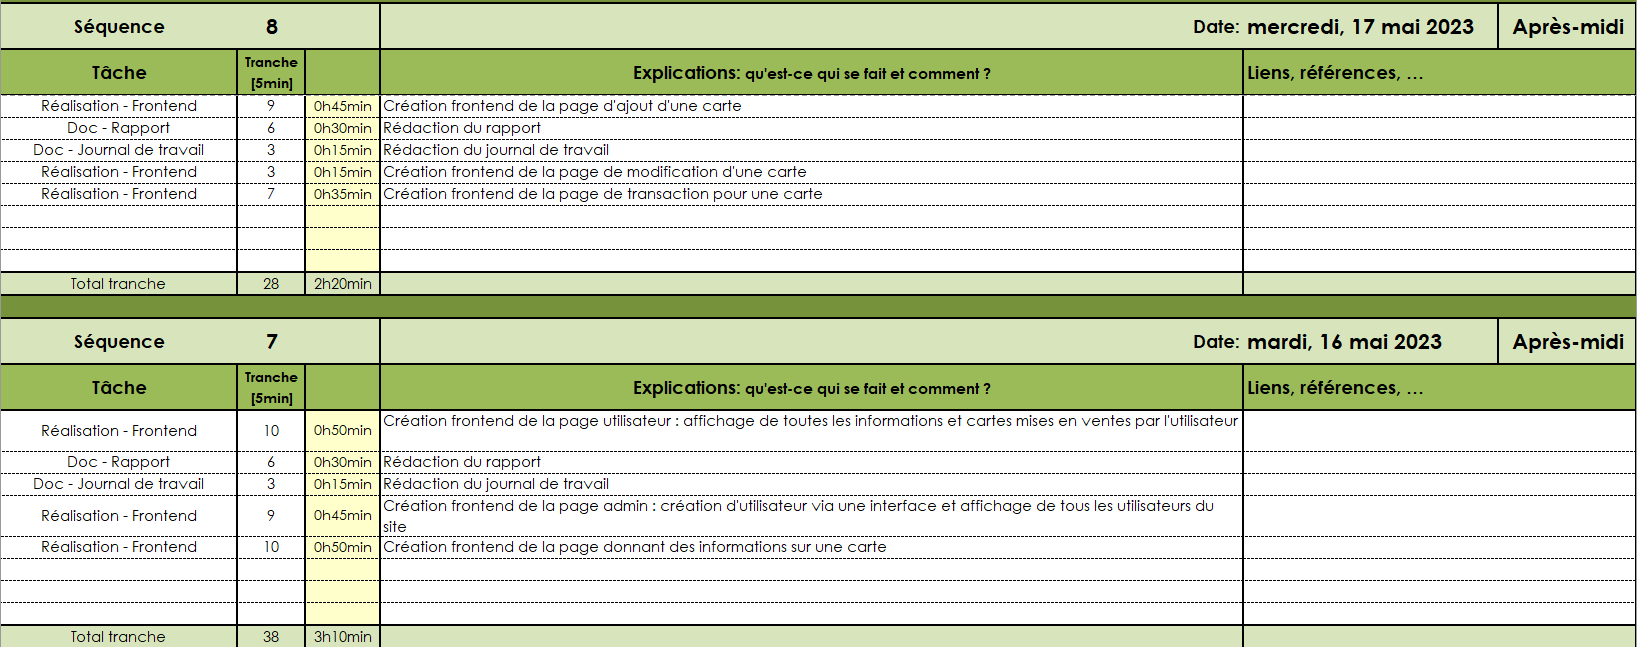 Séquence 8 Date: mercredi, 17 mai 2023 Après-midi
Tâche Tranche [5min] Explications: qu'est-ce qui se fait et comment ? Liens, références, …
Réalisation - Frontend 9 0h45min Création frontend de la page d'ajout d'une carte
Doc - Rapport 6 0h30min Rédaction du rapport
Doc - Journal de travail 3 0h15min Rédaction du journal de travail
Réalisation - Frontend 3 0h15min Création frontend de la page de modification d'une carte
Réalisation - Frontend 7 0h35min Création frontend de la page de transaction pour une carte
Total tranche 28 2h20min
Séquence 7 Date: mardi, 16 mai 2023 Après-midi
Tâche Tranche [5min] Explications: qu'est-ce qui se fait et comment ? Liens, références, …
Réalisation - Frontend 10 0h50min Création frontend de la page utilisateur : affichage de toutes les informations et cartes mises en ventes par l'utilisateur
Doc - Rapport 6 0h30min Rédaction du rapport
Doc - Journal de travail 3 0h15min Rédaction du journal de travail
Réalisation - Frontend 9 0h45min Création frontend de la page admin : création d'utilisateur via une interface et affichage de tous les utilisateurs du
site
Réalisation - Frontend 10 0h50min Création frontend de la page donnant des informations sur une carte
Total tranche 38 3h10min